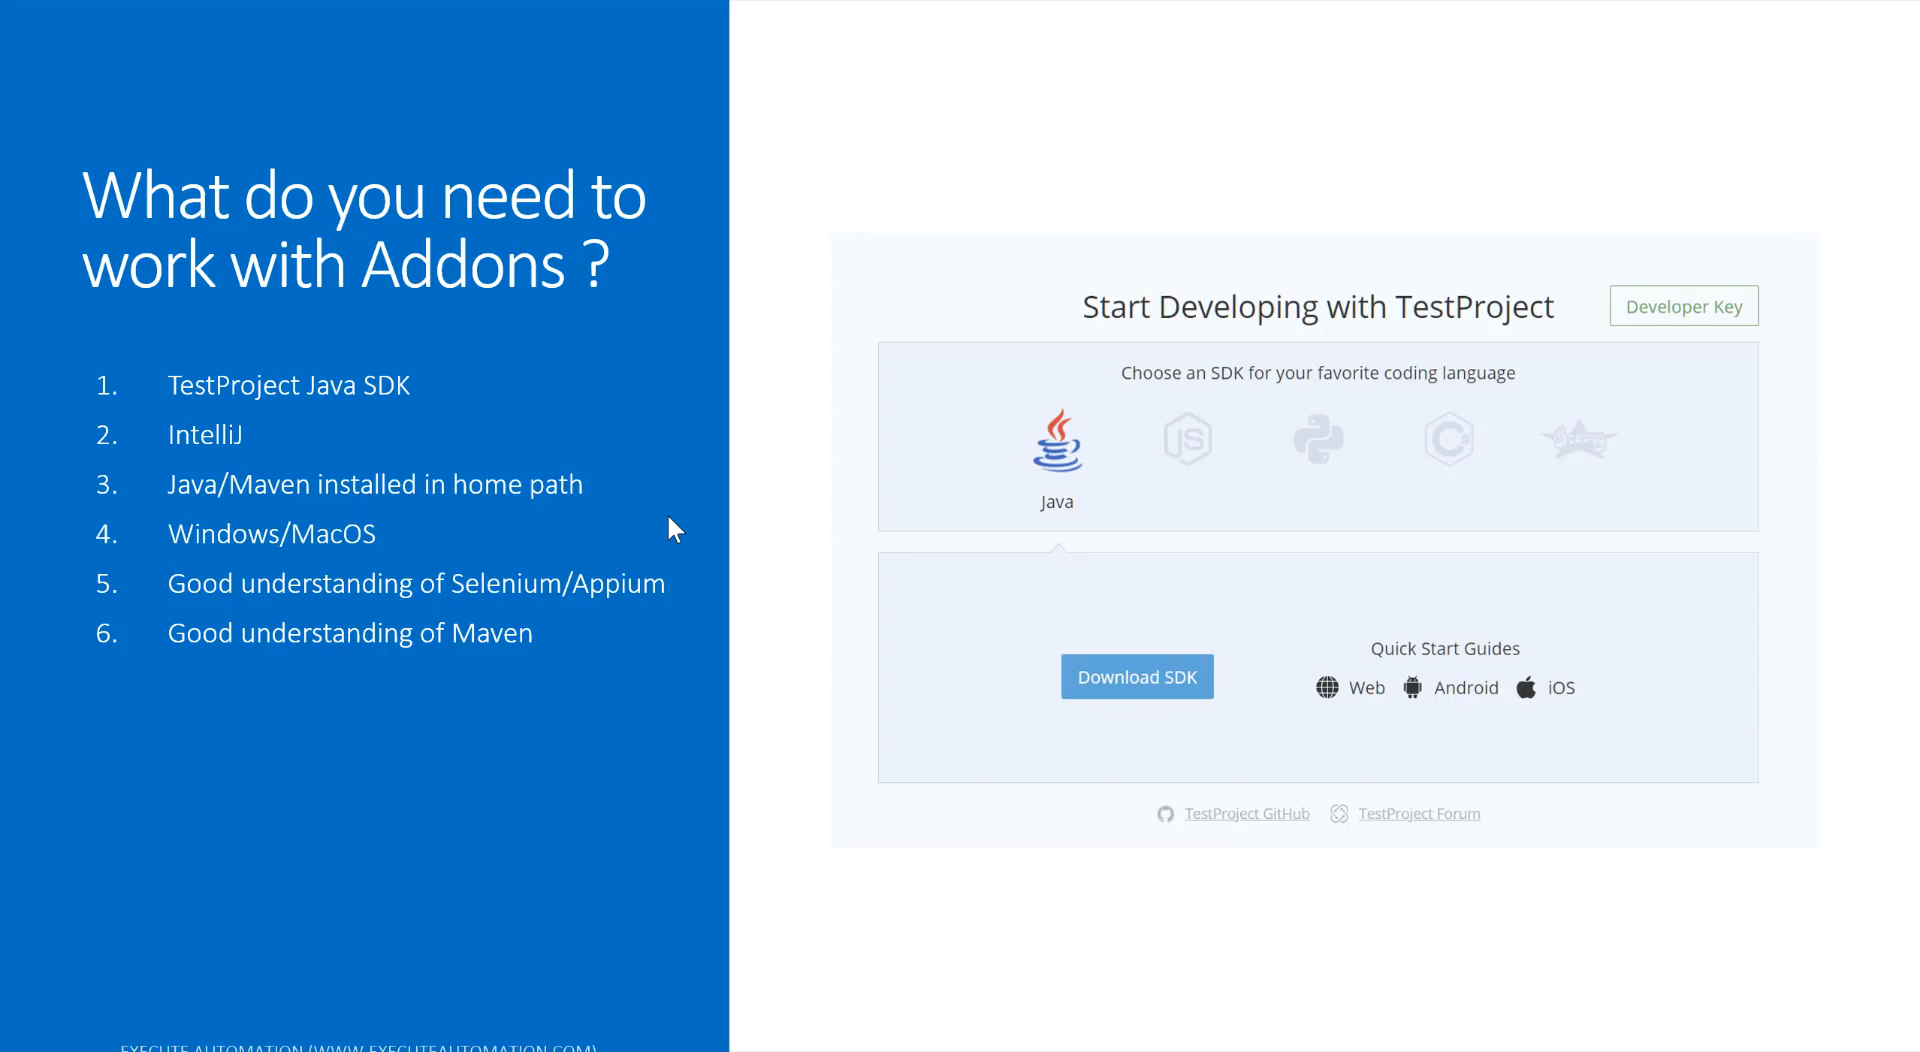 What do you need to
work with Addons ?
1. TestProject Java SDK
2. IntelliJ
3. Java/Maven installed in home path
4. Windows/MacOS
5. Good understanding of Selenium/Appium
6. Good understanding of Maven
EXECUTE AUTOMATION (WWW.EXECUTEAUTOMATION.COM)
Start Developing with TestProject
Developer Key
Choose an SDK for your favorite coding language
JS
C#
Groovy
Java
Download SDK
Quick Start Guides
Web Android iOS
TestProject GitHub TestProject Forum